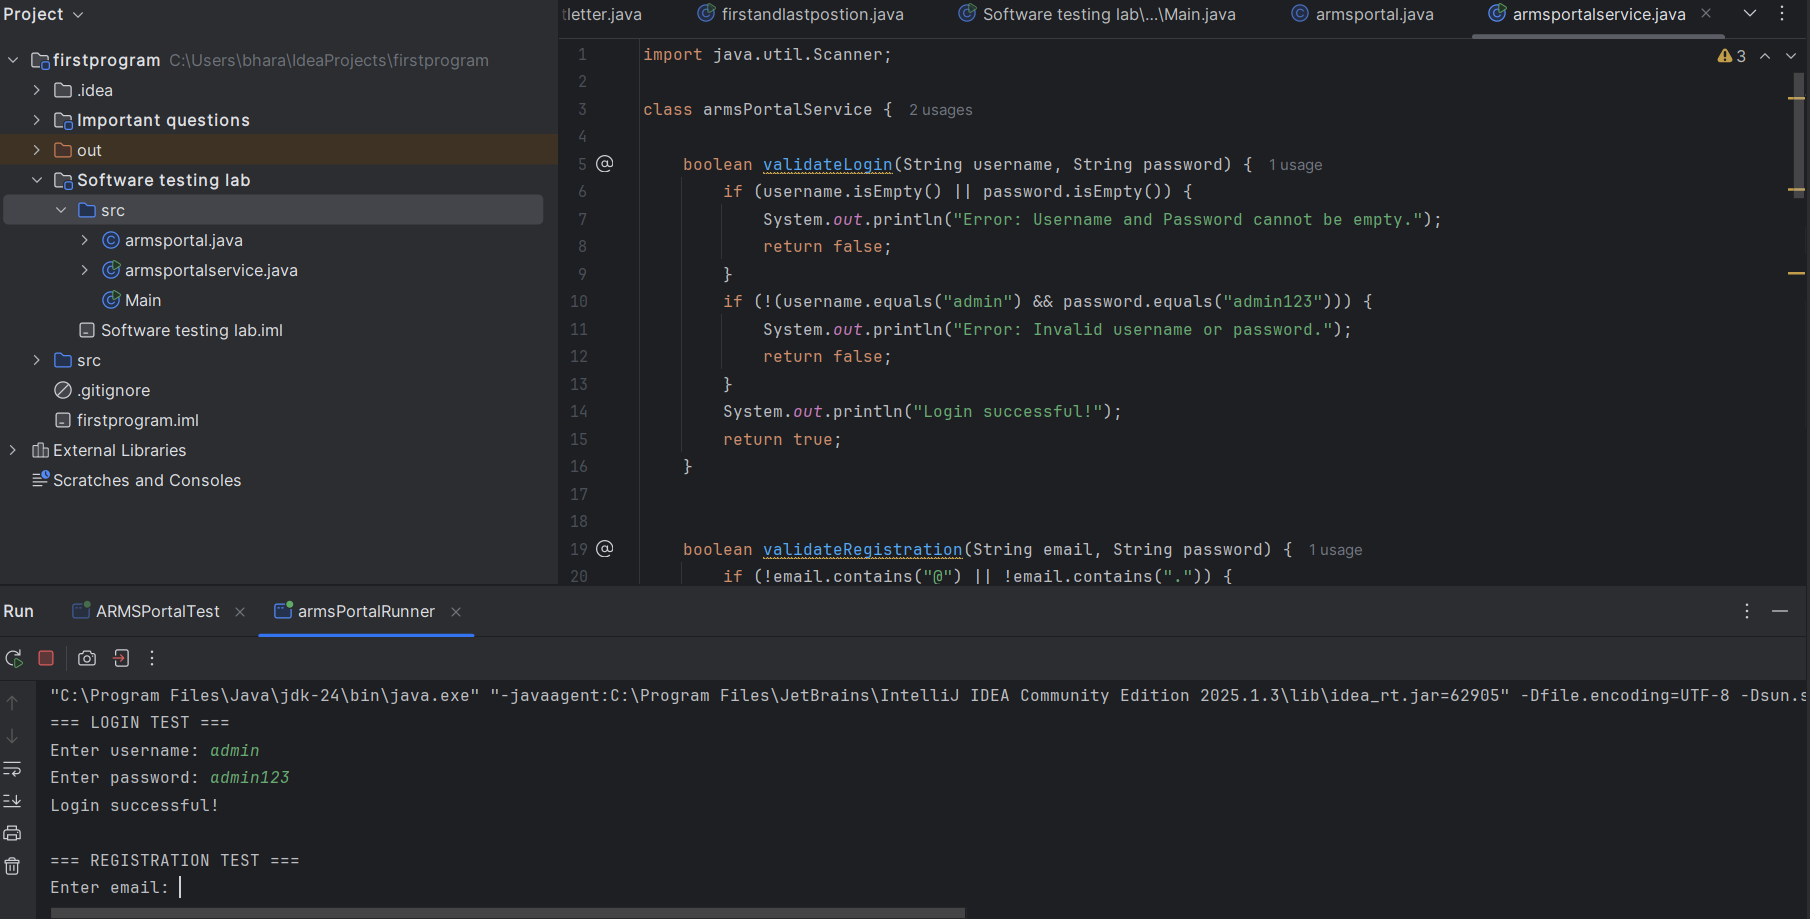 Project
firstprogram C:\Users\bhara\IdeaProjects\firstprogram
.idea
Important questions
out
Software testing lab
src
armsportal.java
armsportalservice.java
Main
Software testing lab.iml
src
.gitignore
firstprogram.iml
External Libraries
Scratches and Consoles
tletter.java firstandlastpostion.java Software testing lab\...\Main.java armsportal.java armsportalservice.java
3
1 import java.util.Scanner;
2
3 class armsPortalService { 2 usages
4
5 @ boolean validateLogin(String username, String password) { 1 usage
6 if (username.isEmpty() || password.isEmpty()) {
7 System.out.println("Error: Username and Password cannot be empty.");
8 return false;
9 }
10 if (!(username.equals("admin") && password.equals("admin123"))) {
11 System.out.println("Error: Invalid username or password.");
12 return false;
13 }
14 System.out.println("Login successful!");
15 return true;
16 }
17
18
19 @ boolean validateRegistration(String email, String password) { 1 usage
20 if (!email.contains("@") || !email.contains(".")) {
Run ARMSPortalTest armsPortalRunner
"C:\Program Files\Java\jdk-24\bin\java.exe" "-javaagent:C:\Program Files\JetBrains\IntelliJ IDEA Community Edition 2025.1.3\lib\idea_rt.jar=62905" -Dfile.encoding=UTF-8 -Dsun.s
=== LOGIN TEST ===
Enter username: admin
Enter password: admin123
Login successful!
=== REGISTRATION TEST ===
Enter email: